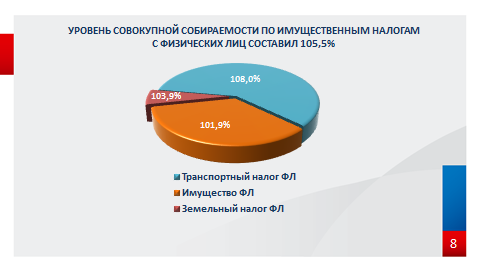 УРОВЕНЬ СОВОКУПНОЙ СОБИРАЕМОСТИ ПО ИМУЩЕСТВЕННЫМ НАЛОГАМ
С ФИЗИЧЕСКИХ ЛИЦ СОСТАВИЛ 105,5%
108,0%
103,9%
101,9%
Транспортный налог ФЛ
Имущество ФЛ
Земельный налог ФЛ
8